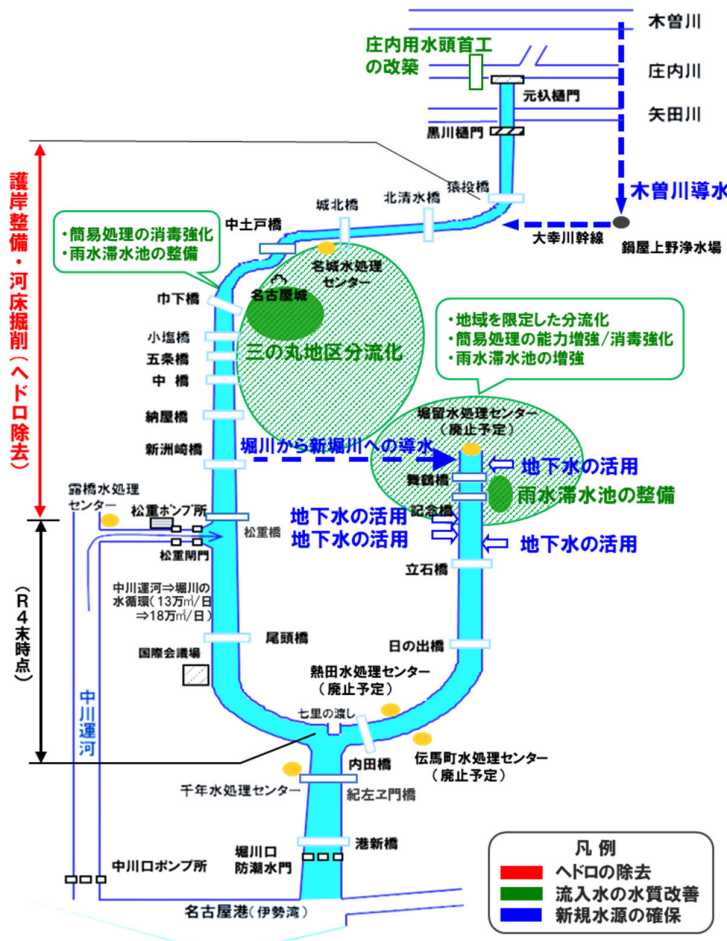 木曽川
庄内用水頭首工
の改築
庄内川
元杁樋門
矢田川
黒川樋門
木曽川導水
猿投橋
北清水橋
城北橋
大幸川幹線
鍋屋上野浄水場
護岸整備・河床掘削(ヘドロ除去)
・簡易処理の消毒強化
・雨水滞水池の整備
中土戸橋
名城水処理
センター
名古屋城
巾下橋
三の丸地区分流化
小塩橋
五条橋
中 橋
納屋橋
新洲崎橋
・地域を限定した分流化
・簡易処理の能力増強/消毒強化
・雨水滞水池の増強
堀留水処理センター
(廃止予定)
堀川から新堀川への導水
地下水の活用
舞鶴橋
雨水滞水池の整備
記念橋
地下水の活用
地下水の活用
地下水の活用
露橋水処理
センター
松重ポンプ所
松重橋
松重閘門
立石橋
(R4末時点)
中川運河⇒堀川の
水循環(13万㎥/日
⇒18万㎥/日)
尾頭橋
日の出橋
国際会議場
熱田水処理センター
(廃止予定)
七里の渡し
中川運河
内田橋
伝馬町水処理センター
(廃止予定)
千年水処理センター
紀左ヱ門橋
港新橋
堀川口
防潮水門
中川口ポンプ所
名古屋港(伊勢湾)
凡 例
ヘドロの除去
流入水の水質改善
新規水源の確保